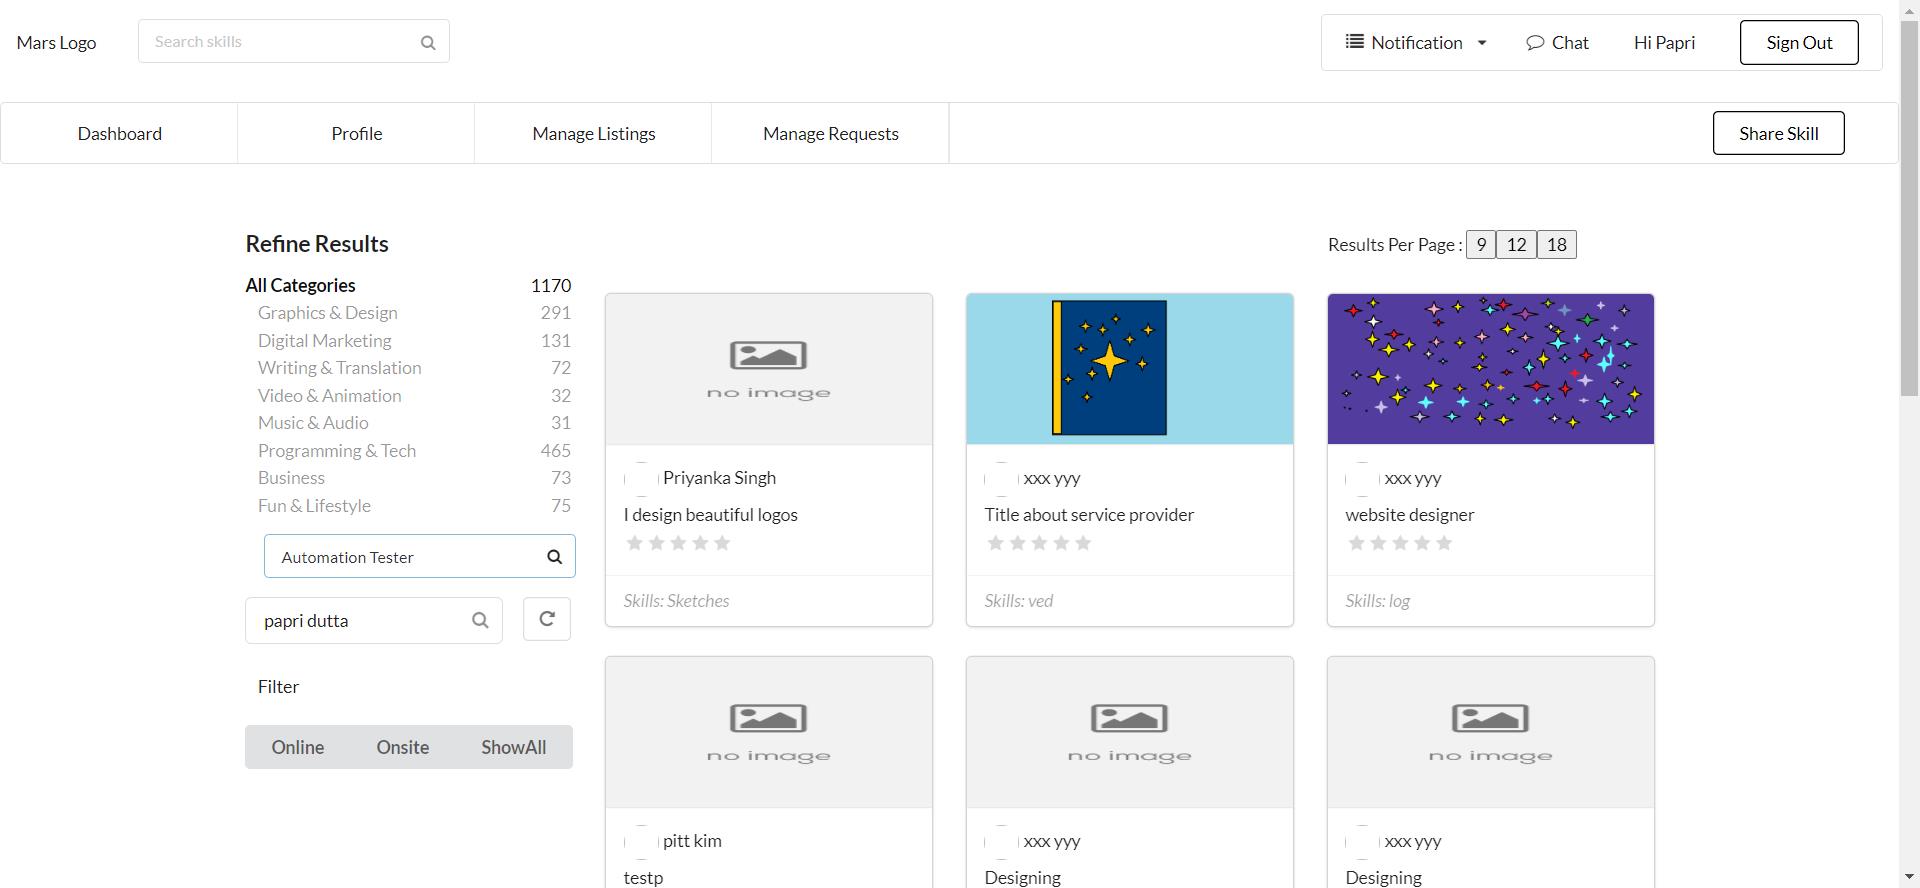 Mars Logo
Search skills
Notification
Chat
Hi Papri
Sign Out
Dashboard
Profile
Manage Listings
Manage Requests
Share Skill
Refine Results
Results Per Page : 9 12 18
All Categories 1170
Graphics & Design 291
Digital Marketing 131
Writing & Translation 72
Video & Animation 32
Music & Audio 31
Programming & Tech 465
Business 73
Fun & Lifestyle 75
Automation Tester
papri dutta
Filter
Online Onsite ShowAll
no image
Priyanka Singh
I design beautiful logos
Skills: Sketches
xxx yyy
Title about service provider
Skills: ved
xxx yyy
website designer
Skills: log
no image
pitt kim
testp
no image
xxx yyy
Designing
no image
xxx yyy
Designing